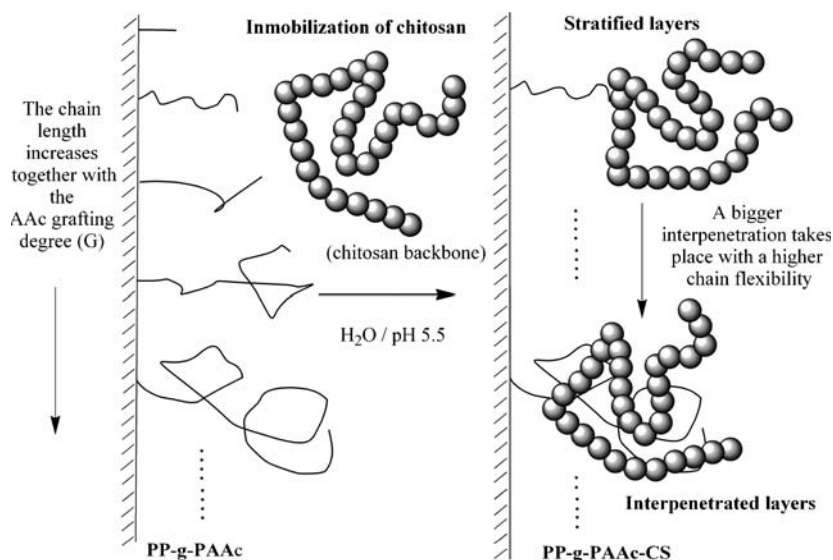 Inmobilization of chitosan
Stratified layers
The chain
length
increases
together with
the
AAc grafting
degree (G)
(chitosan backbone)
H₂O / pH 5.5
A bigger
interpenetration takes
place with a higher
chain flexibility
Interpenetrated layers
PP-g-PAAc
PP-g-PAAc-CS